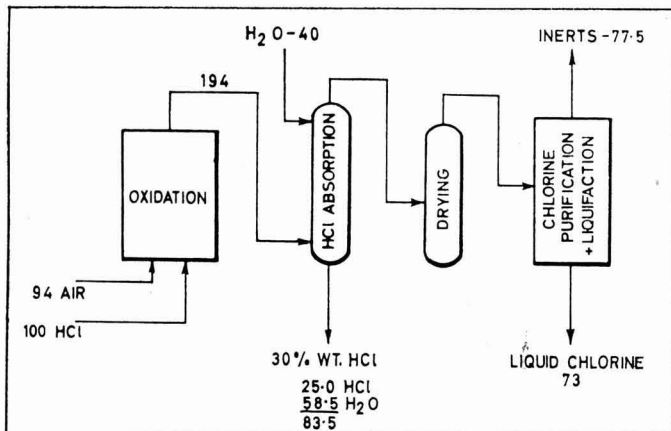 H2O-40
INERTS-77·5
194
OXIDATION
HCl ABSORPTION
DRYING
CHLORINE
PURIFICATION
+ LIQUIFACTION
94 AIR
100 HCl
30% WT. HCl
25·0 HCl
58·5 H2O
83·5
LIQUID CHLORINE
73